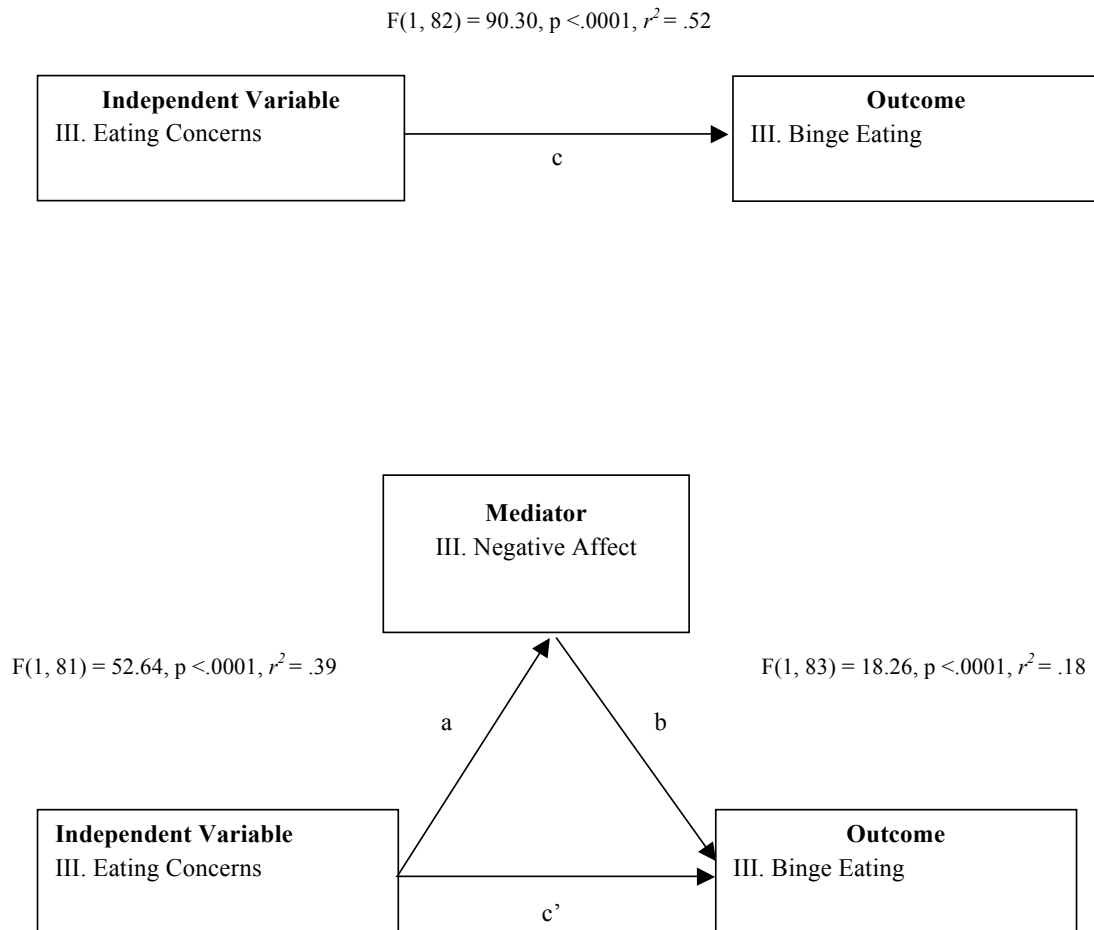 F(1, 82) = 90.30, p <.0001, r² = .52
Independent Variable
III. Eating Concerns
Outcome
III. Binge Eating
c
Mediator
III. Negative Affect
F(1, 81) = 52.64, p <.0001, r² = .39
F(1, 83) = 18.26, p <.0001, r² = .18
a
b
Independent Variable
III. Eating Concerns
Outcome
III. Binge Eating
c’